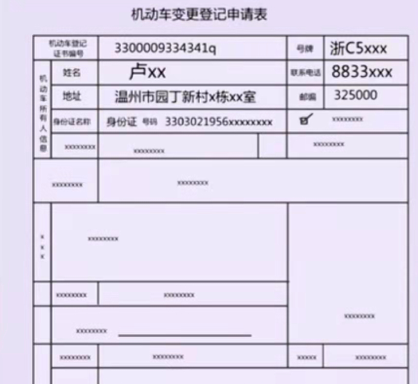 机动车变更登记申请表
机动车登记证书编号 3300009334341q 号牌 浙C5xxx
机动车所有人信息
姓名 卢xx 联系电话 8833xxx
地址 温州市园丁新村x栋xx室 邮编 325000
身份证名称 身份证 号码 3303021956xxxxxxxx ☑ xxxxxxxx
xxxxxxxx xxxxxxxx xxxxxxxx
xxxxxxxx xxxxxxxx
xxx xxxxxxxx
xxxxxxxx xxxxxxxx xxxxxxxx
xxxxxxxx
xxxxxxxx xxxxxxxx xxxxx xxxxxxxx